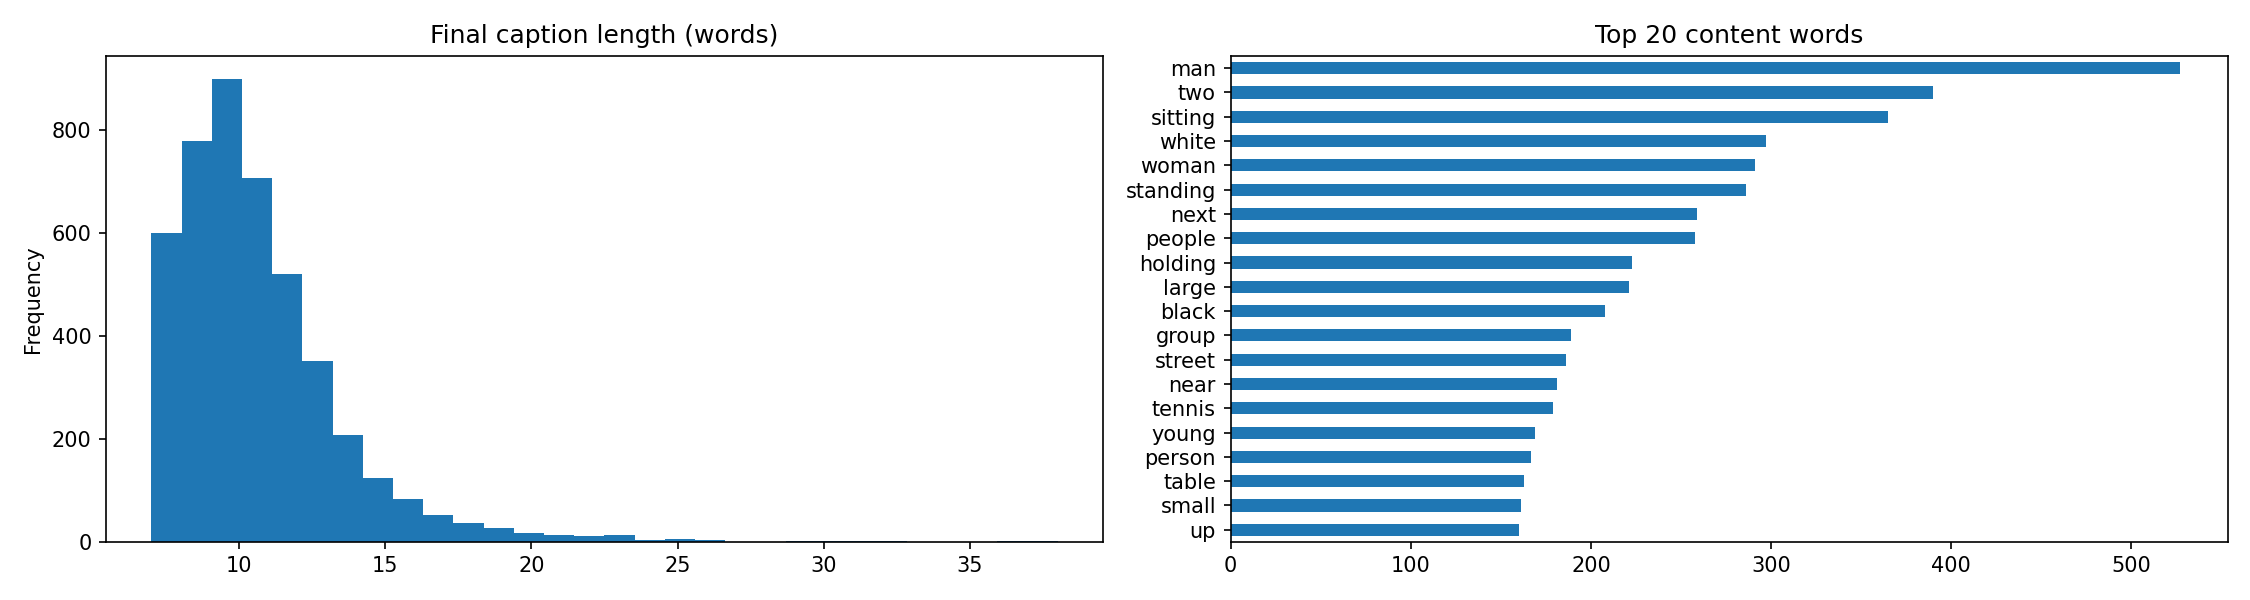 Final caption length (words)
Frequency
800
600
400
200
0
10 15 20 25 30 35
Top 20 content words
man
two
sitting
white
woman
standing
next
people
holding
large
black
group
street
near
tennis
young
person
table
small
up
0 100 200 300 400 500